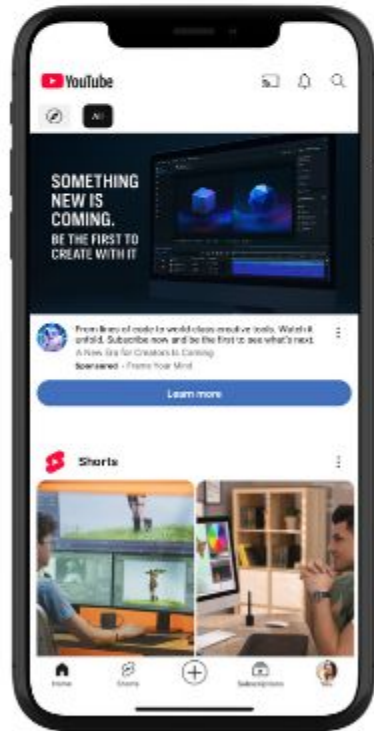 YouTube
All
SOMETHING
NEW IS
COMING.
BE THE FIRST TO
CREATE WITH IT
From lines of code to world-class creative tools. Watch it
unfold. Subscribe now and be the first to see what's next.
A New Era for Creators Is Coming
Sponsored · Frame Your Mind
Learn more
Shorts
Home
Shorts
Subscriptions
You